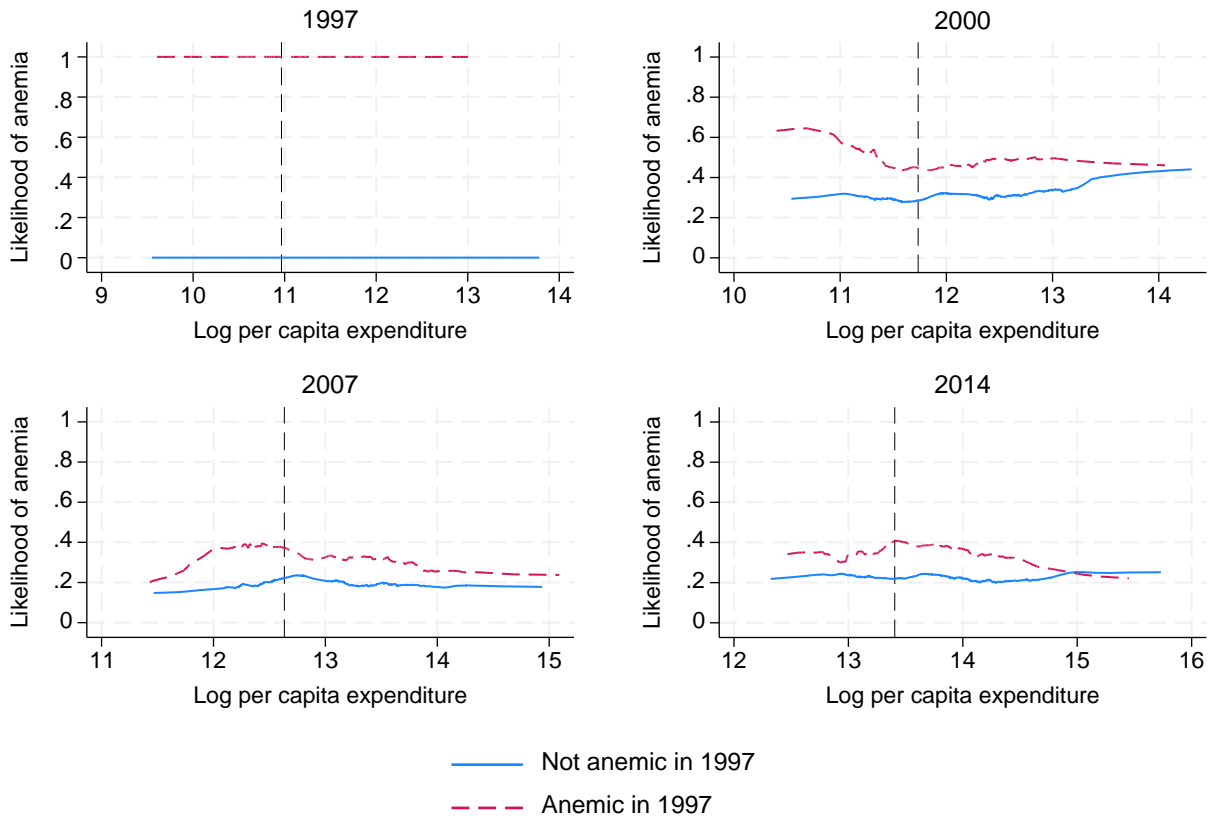 1997
Likelihood of anemia
1
.8
.6
.4
.2
0
9 10 11 12 13 14
Log per capita expenditure
2000
Likelihood of anemia
1
.8
.6
.4
.2
0
10 11 12 13 14
Log per capita expenditure
2007
Likelihood of anemia
1
.8
.6
.4
.2
0
11 12 13 14 15
Log per capita expenditure
2014
Likelihood of anemia
1
.8
.6
.4
.2
0
12 13 14 15 16
Log per capita expenditure
Not anemic in 1997
Anemic in 1997